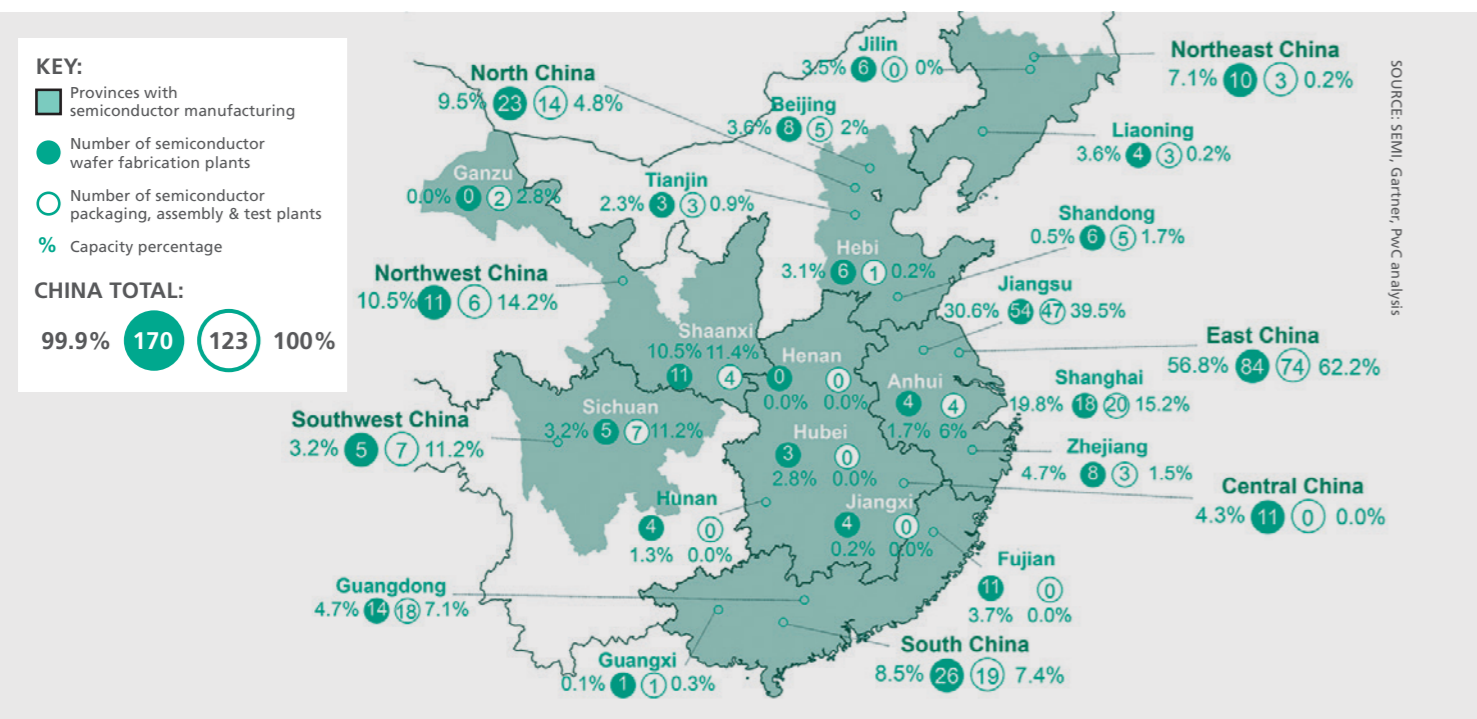 KEY:
Provinces with
semiconductor manufacturing
Number of semiconductor
wafer fabrication plants
Number of semiconductor
packaging, assembly & test plants
% Capacity percentage
CHINA TOTAL:
99.9% 170 123 100%
North China
9.5% 23 14 4.8%
Jilin
3.5% 6 0 0%
Northeast China
7.1% 10 3 0.2%
Beijing
3.6% 8 5 2%
Liaoning
3.6% 4 3 0.2%
Ganzu
0.0% 0 2 2.8%
Tianjin
2.3% 3 3 0.9%
Shandong
0.5% 6 5 1.7%
Hebi
3.1% 6 1 0.2%
Northwest China
10.5% 11 6 14.2%
Jiangsu
30.6% 54 47 39.5%
Shaanxi
10.5% 11.4%
11 4
Henan
0 0
0.0% 0.0%
East China
56.8% 84 74 62.2%
Anhui
4 4
1.7% 6%
Shanghai
19.8% 18 20 15.2%
Southwest China
3.2% 5 7 11.2%
Sichuan
3.2% 5 7 11.2%
Hubei
3 0
2.8% 0.0%
Zhejiang
4.7% 8 3 1.5%
Central China
4.3% 11 0 0.0%
Hunan
4 0
1.3% 0.0%
Jiangxi
4 0
0.2% 0.0%
Fujian
11 0
3.7% 0.0%
Guangdong
4.7% 14 18 7.1%
South China
8.5% 26 19 7.4%
Guangxi
0.1% 1 1 0.3%
SOURCE: SEMI, Gartner, PwC analysis